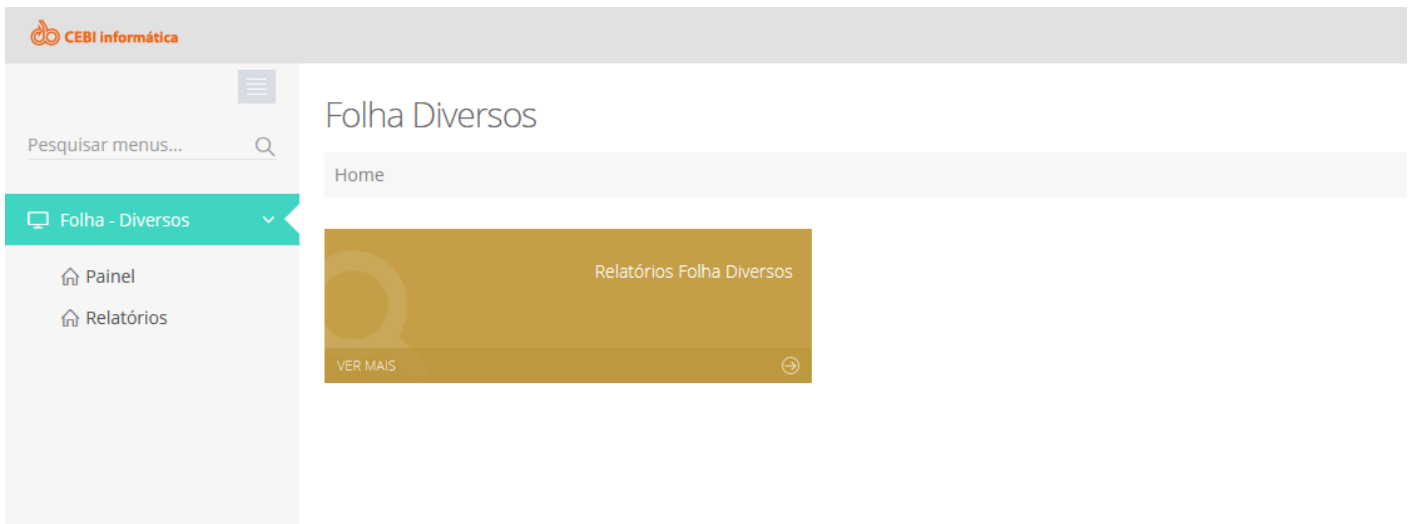 CEBI informática
Pesquisar menus...
Folha - Diversos
Painel
Relatórios
Folha Diversos
Home
Relatórios Folha Diversos
VER MAIS